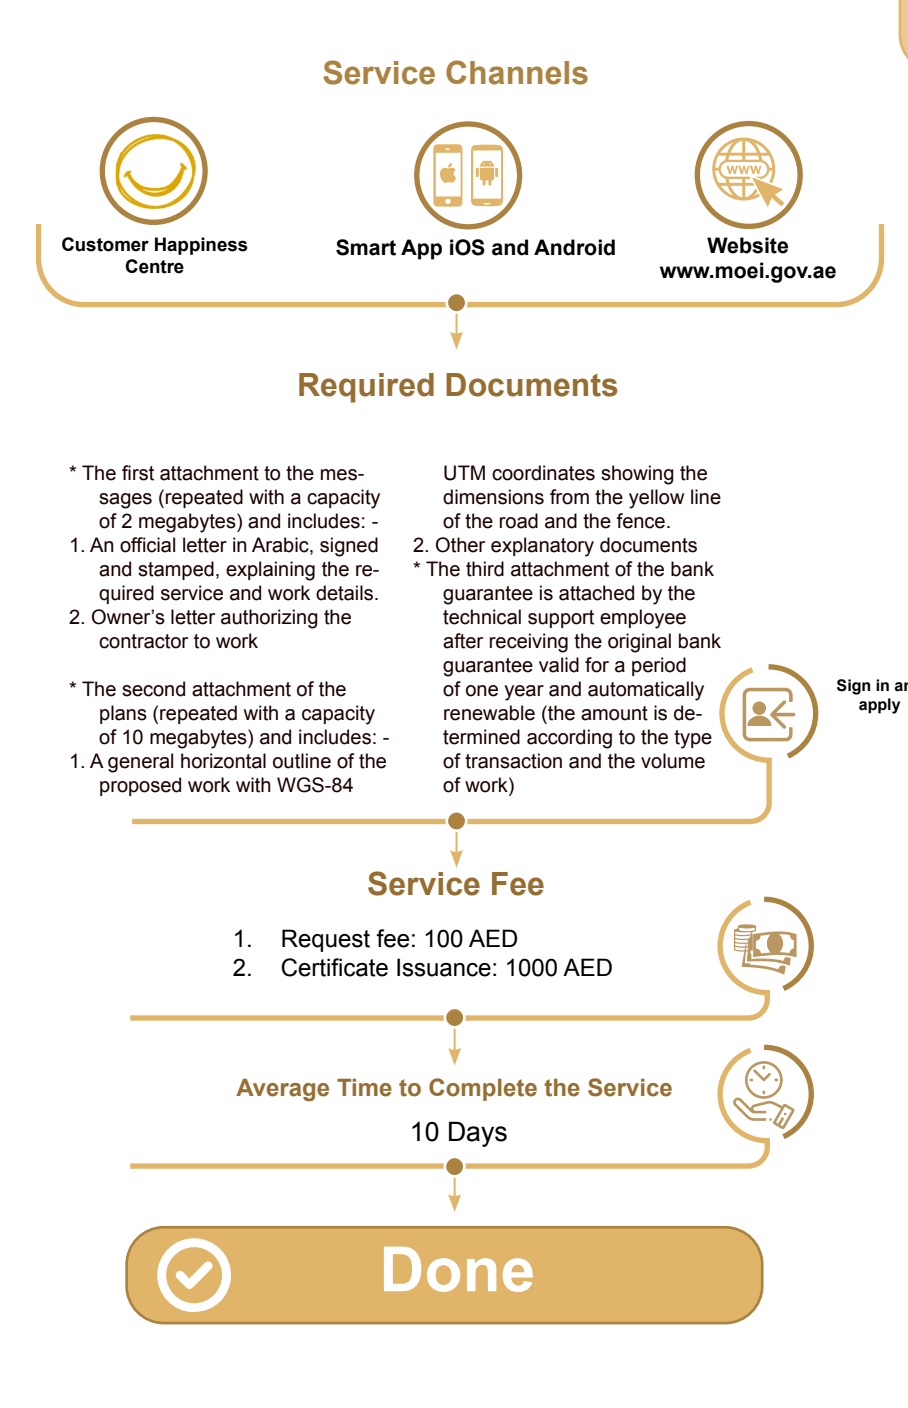 Service Channels
Customer Happiness
Centre
Smart App iOS and Android
WWW
Website
www.moei.gov.ae
Required Documents
* The first attachment to the mes-
sages (repeated with a capacity
of 2 megabytes) and includes: -
1. An official letter in Arabic, signed
and stamped, explaining the re-
quired service and work details.
2. Owner’s letter authorizing the
contractor to work
* The second attachment of the
plans (repeated with a capacity
of 10 megabytes) and includes: -
1. A general horizontal outline of the
proposed work with WGS-84
UTM coordinates showing the
dimensions from the yellow line
of the road and the fence.
2. Other explanatory documents
* The third attachment of the bank
guarantee is attached by the
technical support employee
after receiving the original bank
guarantee valid for a period
of one year and automatically
renewable (the amount is de-
termined according to the type
of transaction and the volume
of work)
Sign in
apply
Service Fee
1. Request fee: 100 AED
2. Certificate Issuance: 1000 AED
Average Time to Complete the Service
10 Days
Done